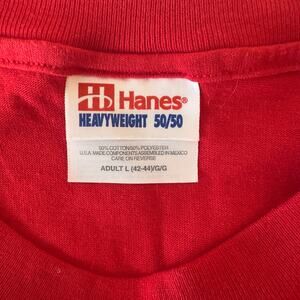 Hanes®
HEAVYWEIGHT 50/50
50% COTTON/50% POLYESTER
U.S.A. MADE COMPONENTS ASSEMBLED IN MEXICO
CARE ON REVERSE
ADULT L (42-44)/G/G